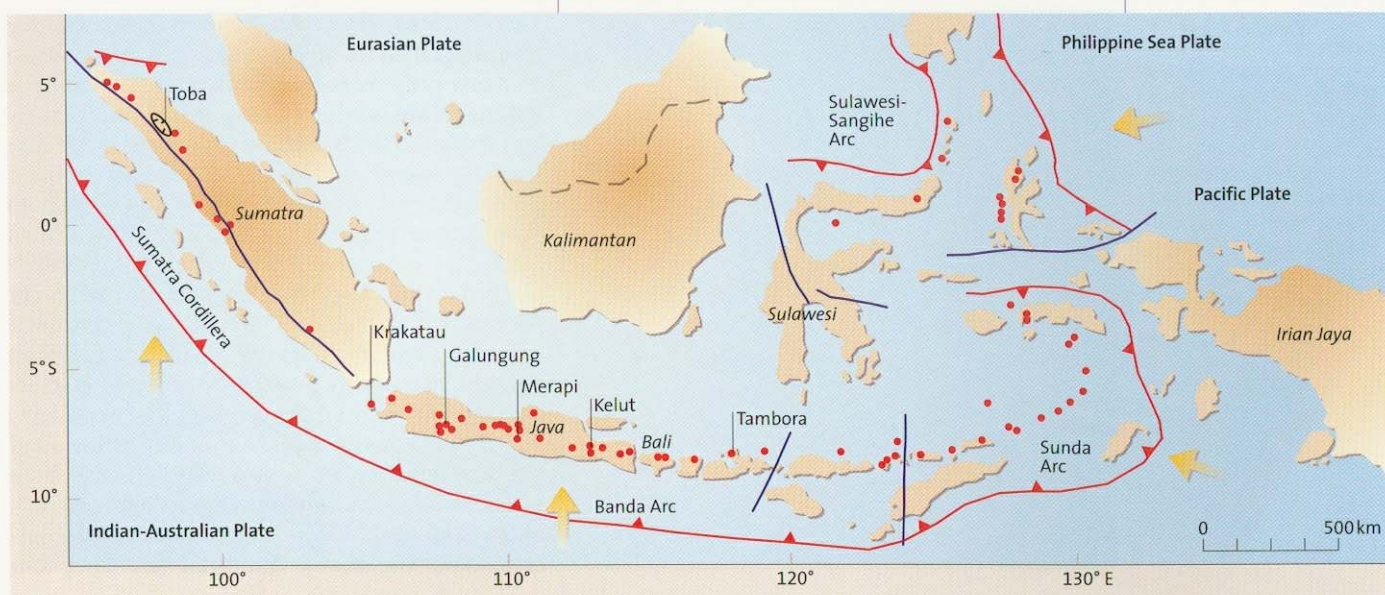 Eurasian Plate
Philippine Sea Plate
5°
Toba
Sulawesi-
Sangihe
Arc
Pacific Plate
Sumatra
0°
Kalimantan
Sumatra Cordillera
Sulawesi
Irian Jaya
Krakatau
Galungung
5°S
Merapi
Kelut
Java
Bali
Tambora
Sunda
Arc
10°
Banda Arc
Indian-Australian Plate
0
500 km
100°
110°
120°
130° E